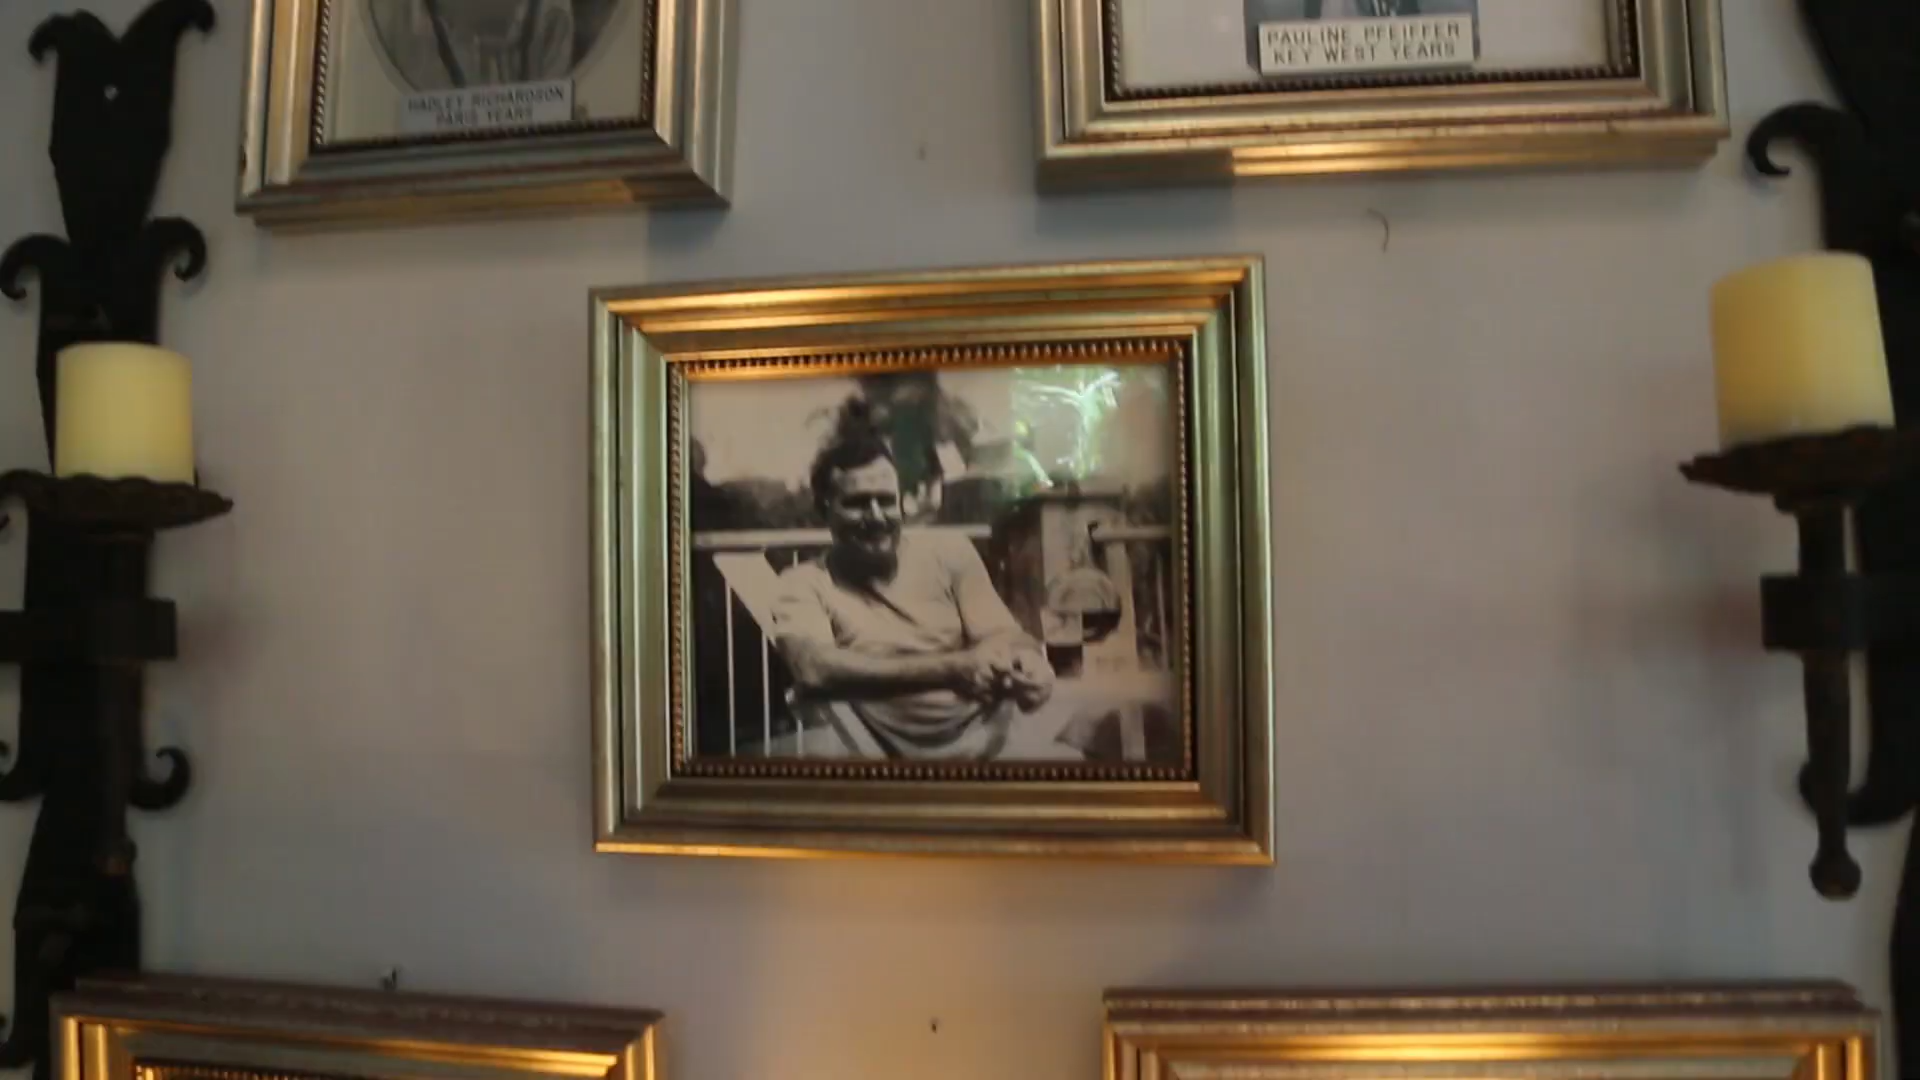 HADLEY RICHARDSON
PARIS YEARS
PAULINE PFEIFFER
KEY WEST YEARS